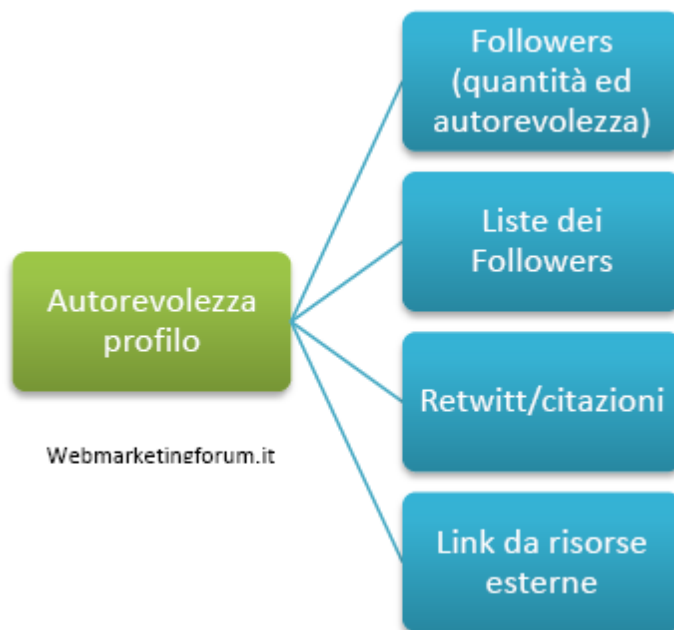 Followers
(quantità ed
autorevolezza)
Liste dei
Followers
Autorevolezza
profilo
Retwitt/citazioni
Webmarketingforum.it
Link da risorse
esterne